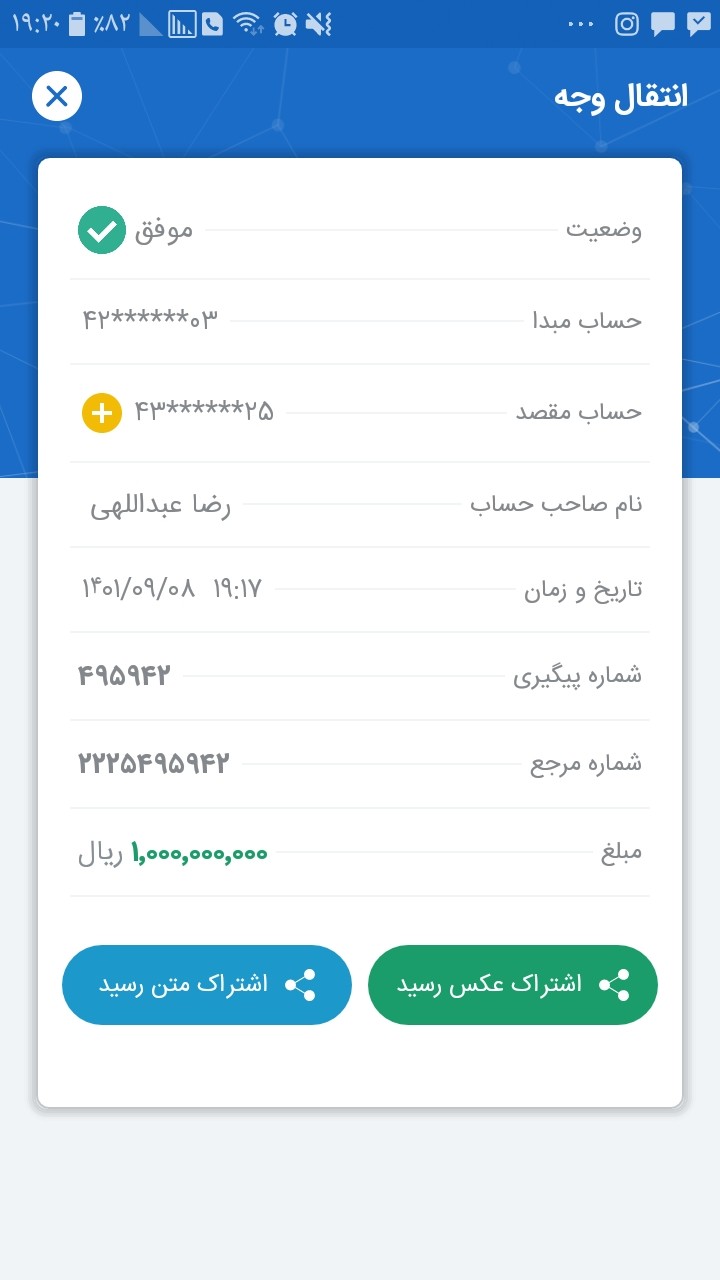 ۱۹:۲۰ ٪۸۲
انتقال وجه
وضعیت موفق
حساب مبدا ۴۲******۰۳
حساب مقصد ۴۳******۲۵
نام صاحب حساب رضا عبداللهی
تاریخ و زمان ۱۴۰۱/۰۹/۰۸ ۱۹:۱۷
شماره پیگیری ۴۹۵۹۴۲
شماره مرجع ۲۲۲۵۴۹۵۹۴۲
مبلغ ۱,۰۰۰,۰۰۰,۰۰۰ ریال
اشتراک عکس رسید
اشتراک متن رسید